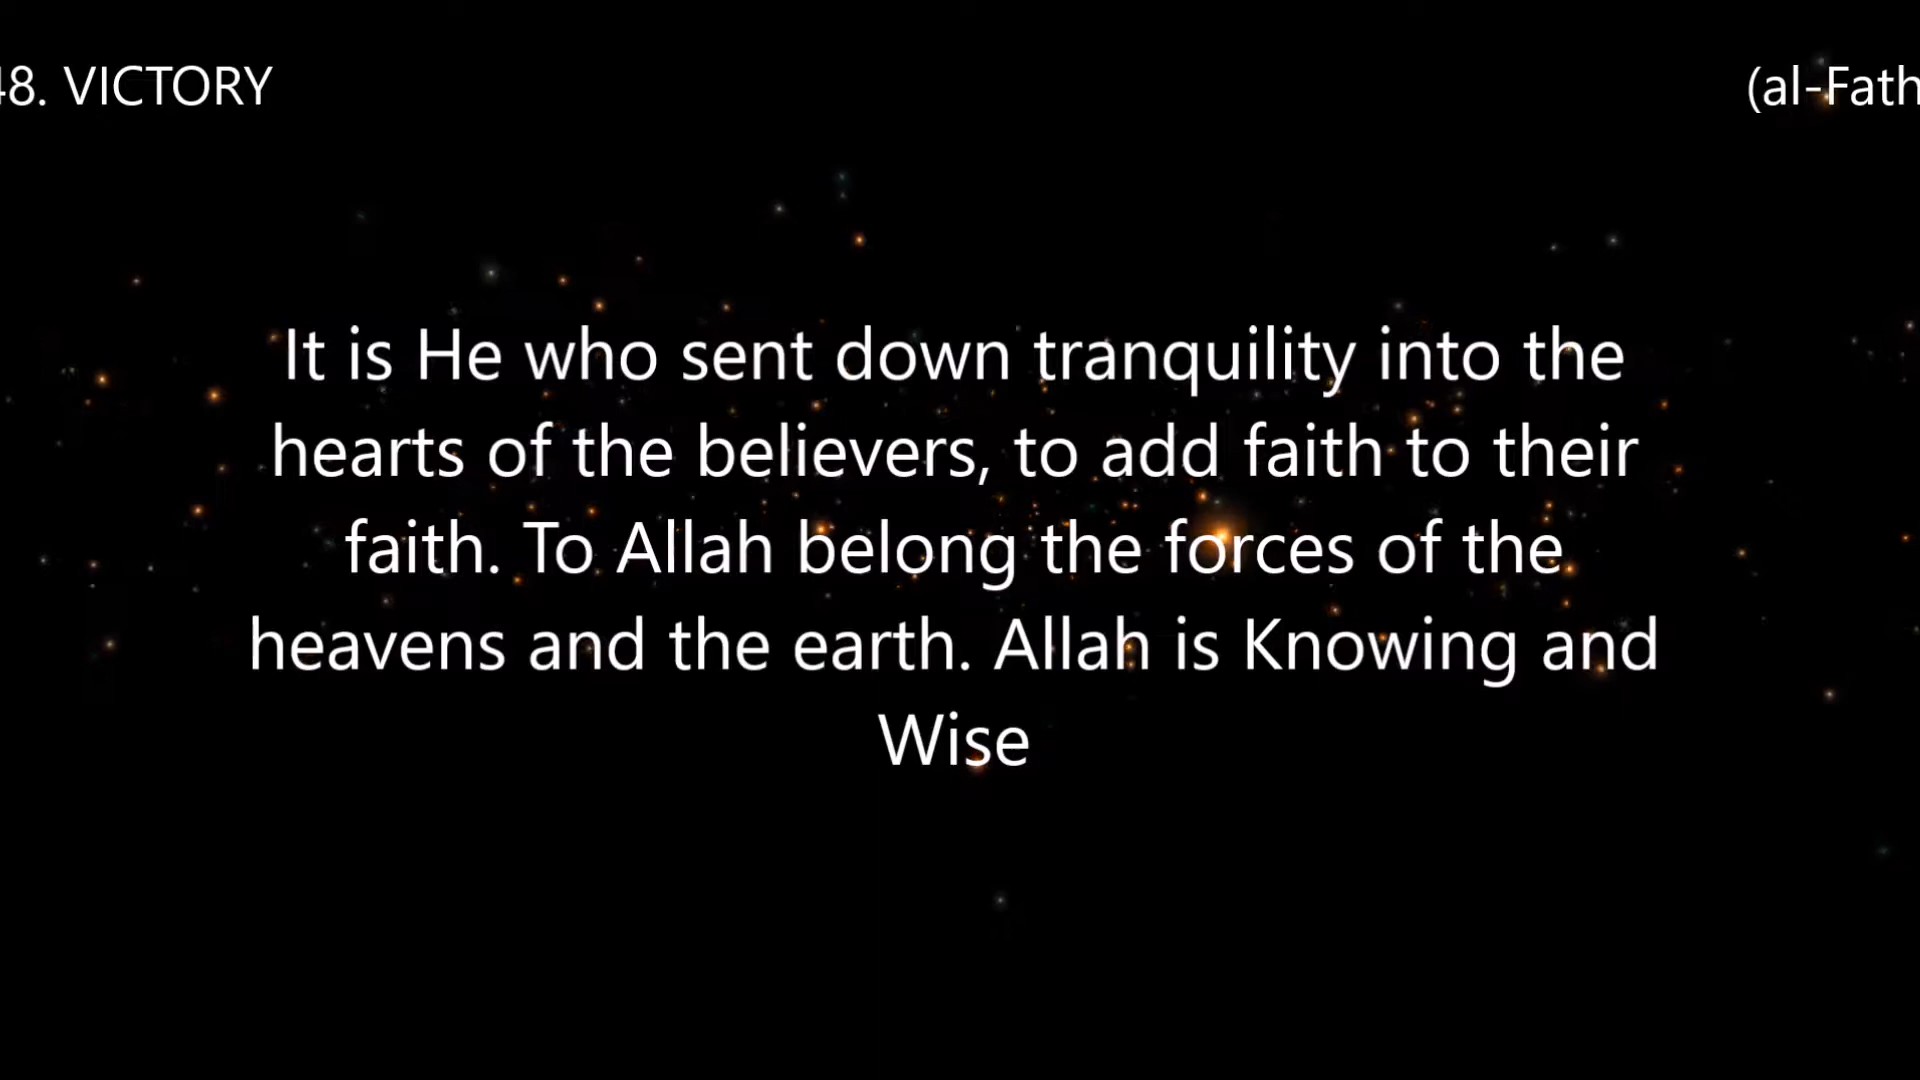 48. VICTORY (al-Fath
It is He who sent down tranquility into the
hearts of the believers, to add faith to their
faith. To Allah belong the forces of the
heavens and the earth. Allah is Knowing and
Wise